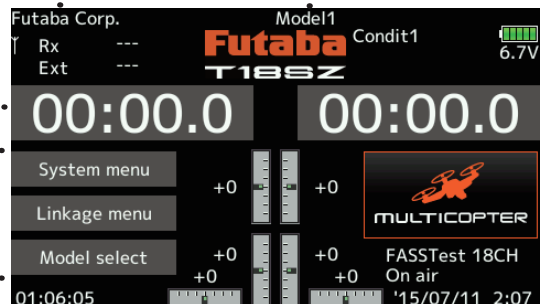 Futaba Corp.
Model1
Rx ---
Ext ---
Futaba
T18SZ
Condit1
6.7V
00:00.0
00:00.0
System menu
+0
+0
Linkage menu
MULTICOPTER
Model select
+0
+0
FASSTest 18CH
+0
+0
On air
01:06:05
'15/07/11 2:07